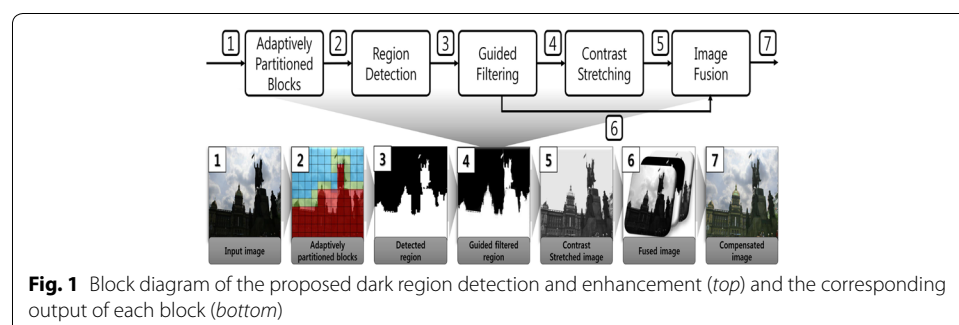 1
Adaptively
Partitioned
Blocks
2
Region
Detection
3
Guided
Filtering
4
Contrast
Stretching
5
Image
Fusion
7
6
1
Input image
2
Adaptively
partitioned blocks
3
Detected
region
4
Guided filtered
region
5
Contrast
Stretched image
6
Fused image
7
Compensated
image
Fig. 1 Block diagram of the proposed dark region detection and enhancement (top) and the corresponding
output of each block (bottom)